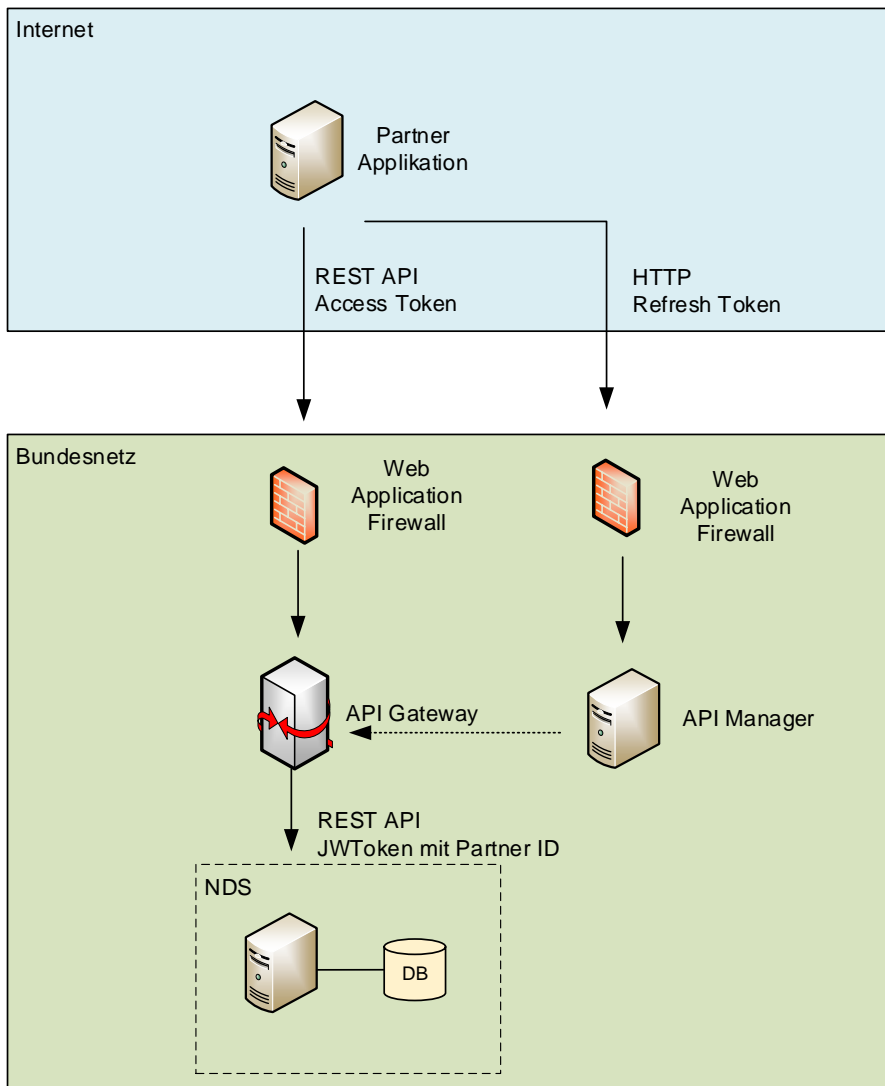 Internet
Partner
Applikation
REST API
Access Token
HTTP
Refresh Token
Bundesnetz
Web
Application
Firewall
Web
Application
Firewall
API Gateway
API Manager
REST API
JWToken mit Partner ID
NDS
DB